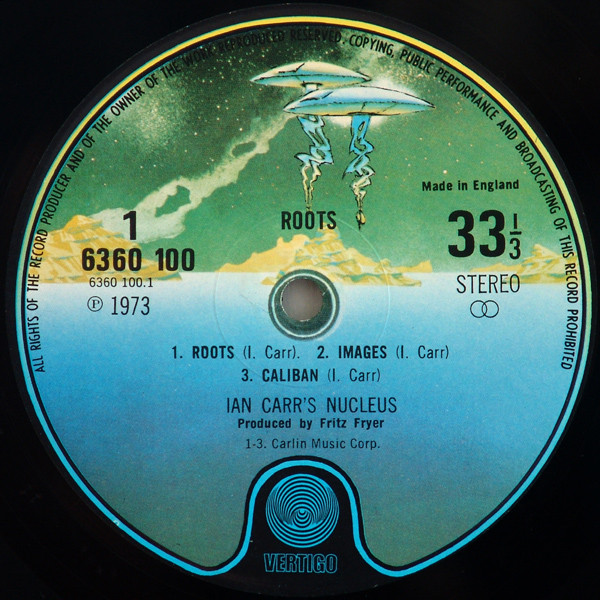 ALL RIGHTS OF THE RECORD PRODUCER AND OF THE OWNER OF THE WORK REPRODUCED RESERVED. COPYING, PUBLIC PERFORMANCE AND BROADCASTING OF THIS RECORD PROHIBITED
Made in England
1
ROOTS
33 1/3
6360 100
6360 100.1
STEREO
Ⓟ 1973
1. ROOTS (I. Carr). 2. IMAGES (I. Carr)
3. CALIBAN (I. Carr)
IAN CARR'S NUCLEUS
Produced by Fritz Fryer
1-3. Carlin Music Corp.
VERTIGO